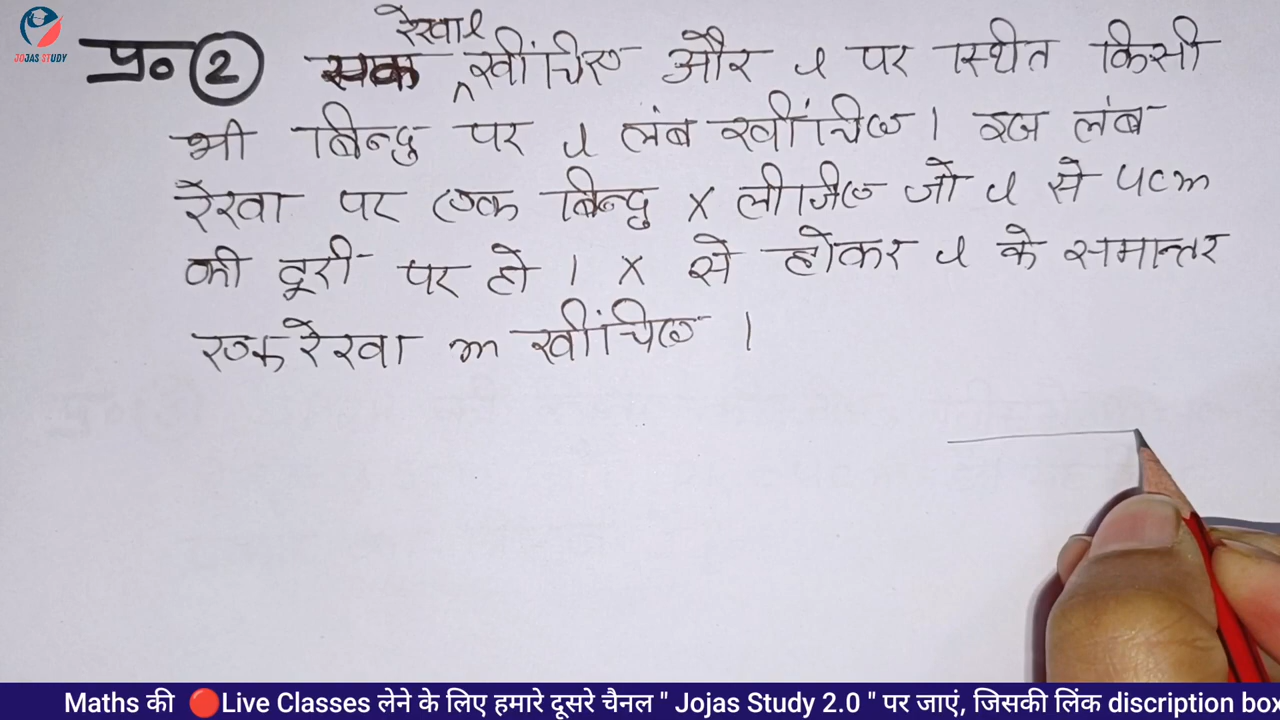 JOJAS STUDY
रेखा l
प्र० 2 एक खींचिए और l पर स्थीत किसी
भी बिन्दु पर l लंब खींचिए। इस लंब
रेखा पर एक बिन्दु X लीजिए जो l से 4cm
की दूरी पर हो । X से होकर l के समान्तर
एक रेखा m खींचिए ।
Maths की 🔴Live Classes लेने के लिए हमारे दूसरे चैनल " Jojas Study 2.0 " पर जाएं, जिसकी लिंक discription box